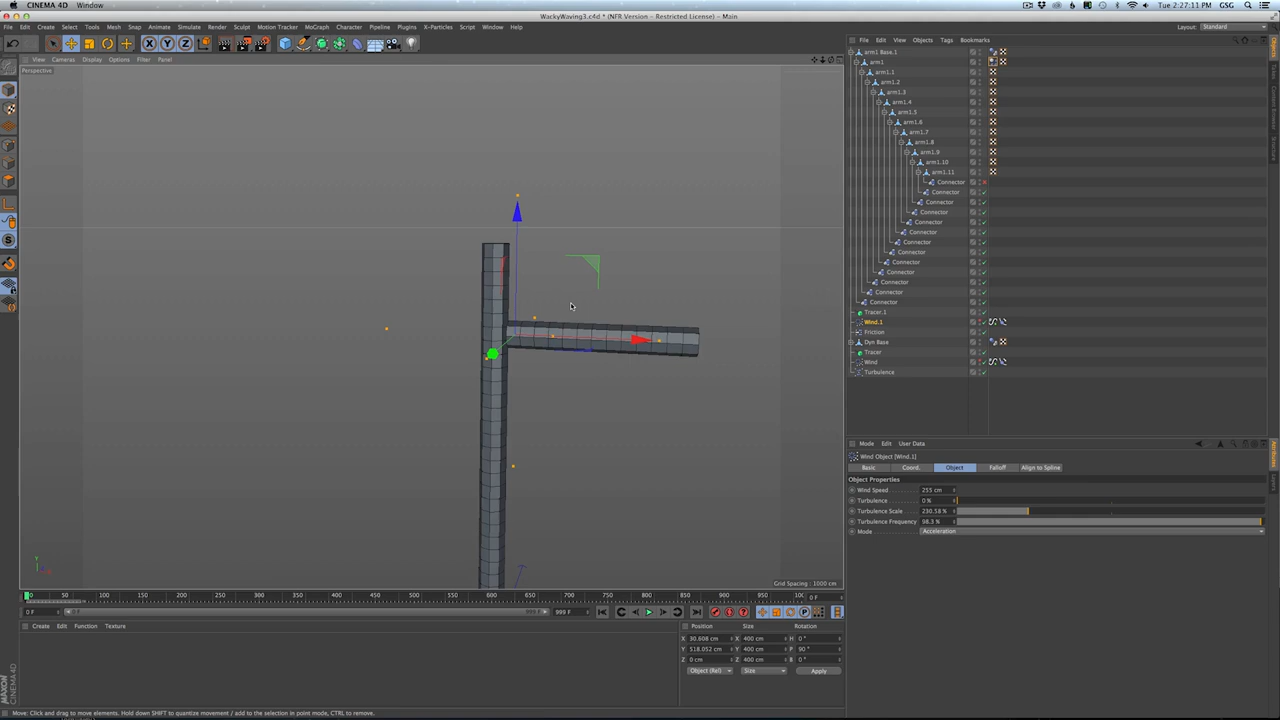 CINEMA 4D Window
Tue 2:27:11 PM GSG
WackyWaving3.c4d * (NFR Version - Restricted License) - Main
File Edit Create Select Tools Mesh Snap Animate Simulate Render Sculpt Motion Tracker MoGraph Character Pipeline Plugins X-Particles Script Window Help
Layout: Standard
View Cameras Display Options Filter Panel
Perspective
File Edit View Objects Tags Bookmarks
arm1 Base.1
arm1
arm1.1
arm1.2
arm1.3
arm1.4
arm1.5
arm1.6
arm1.7
arm1.8
arm1.9
arm1.10
arm1.11
Connector
Connector
Connector
Connector
Connector
Connector
Connector
Connector
Connector
Connector
Connector
Connector
Connector
Tracer.1
Wind.1
Friction
Dyn Base
Tracer
Wind
Turbulence
Mode Edit User Data
Wind Object [Wind.1]
Basic Coord. Object Falloff Align to Spline
Object Properties
Wind Speed 255 cm
Turbulence 0 %
Turbulence Scale 230.58 %
Turbulence Frequency 98.3 %
Mode Acceleration
Grid Spacing : 1000 cm
50 100 150 200 250 300 350 400 450 500 550 600 650 700 750 800 850 900 950 0 F
0 F 0 F 999 F 999 F
Create Edit Function Texture
Position Size Rotation
X 30.608 cm X 400 cm H 0 °
Y 518.052 cm Y 400 cm P 90 °
Z 0 cm Z 400 cm B 0 °
Object (Rel) Size Apply
MAXON CINEMA 4D
Move: Click and drag to move elements. Hold down SHIFT to quantize movement / add to the selection in point mode, CTRL to remove.